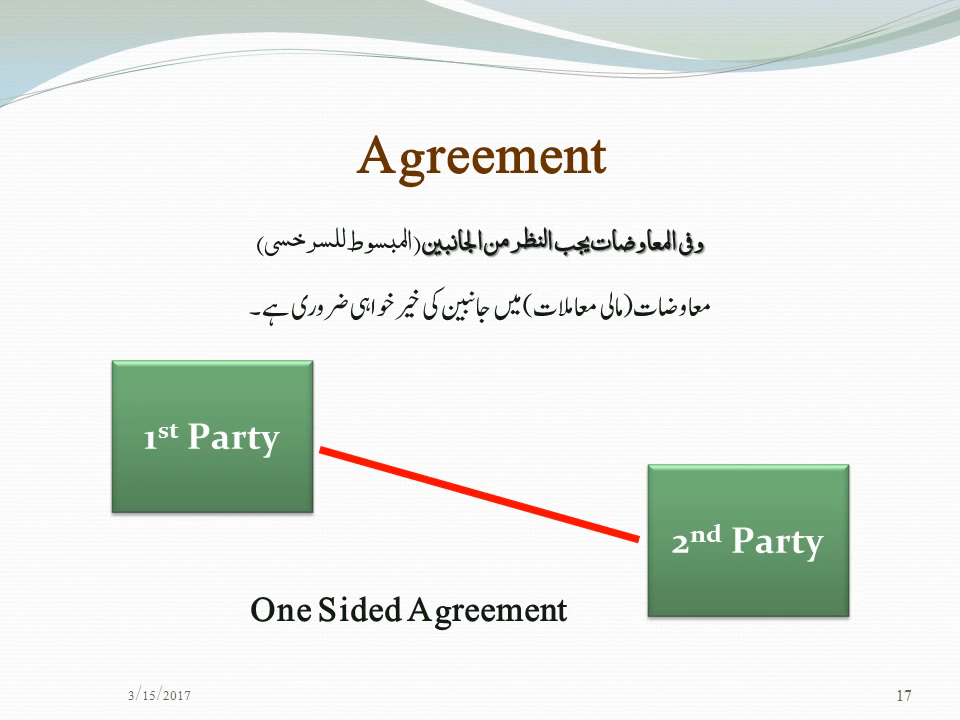 Agreement
وفی المعاوضات یجب النظر من الجانبین (المبسوط للسرخسی)
معاوضات (مالی معاملات) میں جانبین کی خیر خواہی ضروری ہے۔
1st Party
2nd Party
One Sided Agreement
3/15/2017
17